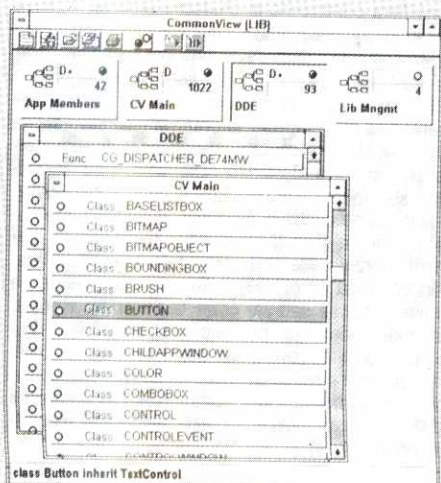 CommonView (LIB)
D+
42
App Members
D
1022
CV Main
D+
93
DDE
4
Lib Mngmt
DDE
Func CG_DISPATCHER_DE74MW
CV Main
Class BASELISTBOX
Class BITMAP
Class BITMAPOBJECT
Class BOUNDINGBOX
Class BRUSH
Class BUTTON
Class CHECKBOX
Class CHILDAPPWINDOW
Class COLOR
Class COMBOBOX
Class CONTROL
Class CONTROLEVENT
CONTROLWINDOW
class Button inherit TextControl